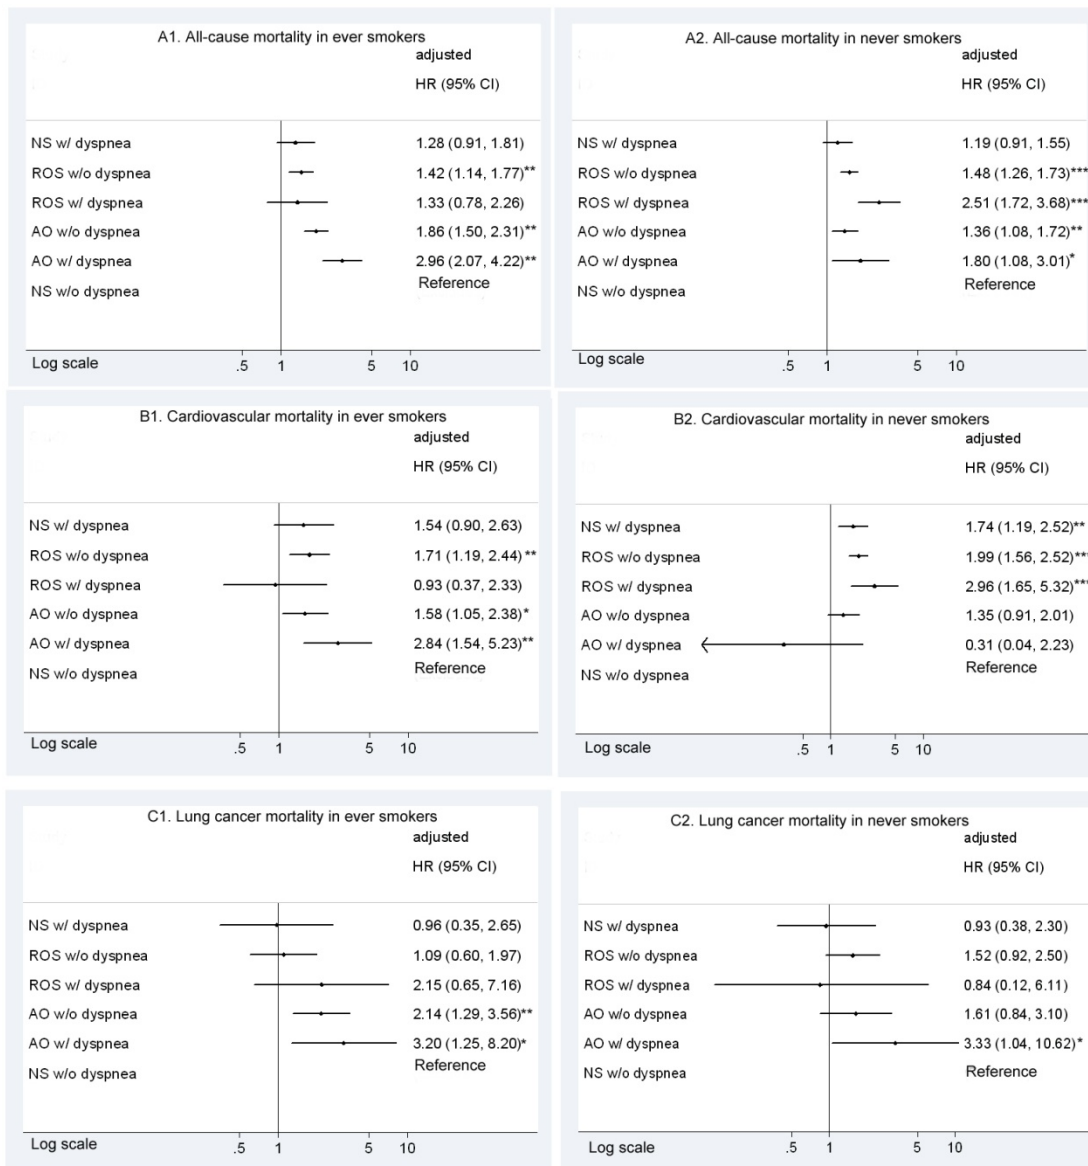 A1. All-cause mortality in ever smokers
adjusted
HR (95% CI)
NS w/ dyspnea 1.28 (0.91, 1.81)
ROS w/o dyspnea 1.42 (1.14, 1.77)**
ROS w/ dyspnea 1.33 (0.78, 2.26)
AO w/o dyspnea 1.86 (1.50, 2.31)**
AO w/ dyspnea 2.96 (2.07, 4.22)**
NS w/o dyspnea Reference
Log scale .5 1 5 10
A2. All-cause mortality in never smokers
adjusted
HR (95% CI)
NS w/ dyspnea 1.19 (0.91, 1.55)
ROS w/o dyspnea 1.48 (1.26, 1.73)***
ROS w/ dyspnea 2.51 (1.72, 3.68)***
AO w/o dyspnea 1.36 (1.08, 1.72)**
AO w/ dyspnea 1.80 (1.08, 3.01)*
NS w/o dyspnea Reference
Log scale .5 1 5 10
B1. Cardiovascular mortality in ever smokers
adjusted
HR (95% CI)
NS w/ dyspnea 1.54 (0.90, 2.63)
ROS w/o dyspnea 1.71 (1.19, 2.44)**
ROS w/ dyspnea 0.93 (0.37, 2.33)
AO w/o dyspnea 1.58 (1.05, 2.38)*
AO w/ dyspnea 2.84 (1.54, 5.23)**
NS w/o dyspnea Reference
Log scale .5 1 5 10
B2. Cardiovascular mortality in never smokers
adjusted
HR (95% CI)
NS w/ dyspnea 1.74 (1.19, 2.52)**
ROS w/o dyspnea 1.99 (1.56, 2.52)***
ROS w/ dyspnea 2.96 (1.65, 5.32)***
AO w/o dyspnea 1.35 (0.91, 2.01)
AO w/ dyspnea 0.31 (0.04, 2.23)
NS w/o dyspnea Reference
Log scale .5 1 5 10
C1. Lung cancer mortality in ever smokers
adjusted
HR (95% CI)
NS w/ dyspnea 0.96 (0.35, 2.65)
ROS w/o dyspnea 1.09 (0.60, 1.97)
ROS w/ dyspnea 2.15 (0.65, 7.16)
AO w/o dyspnea 2.14 (1.29, 3.56)**
AO w/ dyspnea 3.20 (1.25, 8.20)*
NS w/o dyspnea Reference
Log scale .5 1 5 10
C2. Lung cancer mortality in never smokers
adjusted
HR (95% CI)
NS w/ dyspnea 0.93 (0.38, 2.30)
ROS w/o dyspnea 1.52 (0.92, 2.50)
ROS w/ dyspnea 0.84 (0.12, 6.11)
AO w/o dyspnea 1.61 (0.84, 3.10)
AO w/ dyspnea 3.33 (1.04, 10.62)*
NS w/o dyspnea Reference
Log scale .5 1 5 10